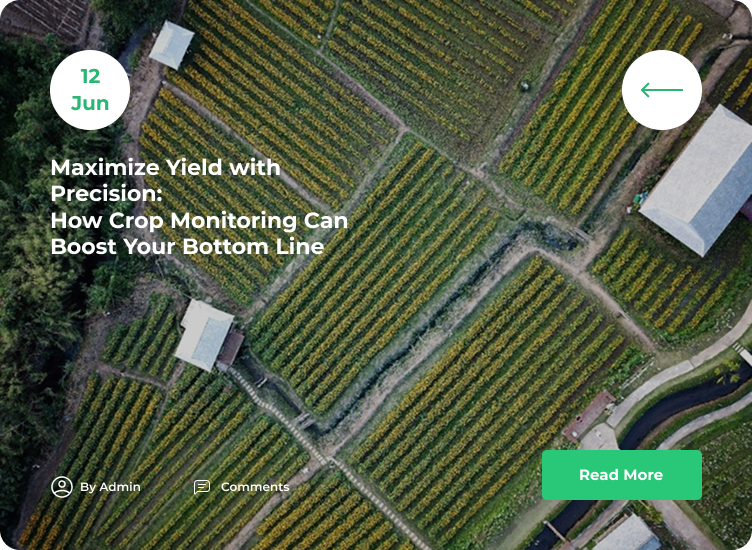 12
Jun
Maximize Yield with
Precision:
How Crop Monitoring Can
Boost Your Bottom Line
By Admin
Comments
Read More